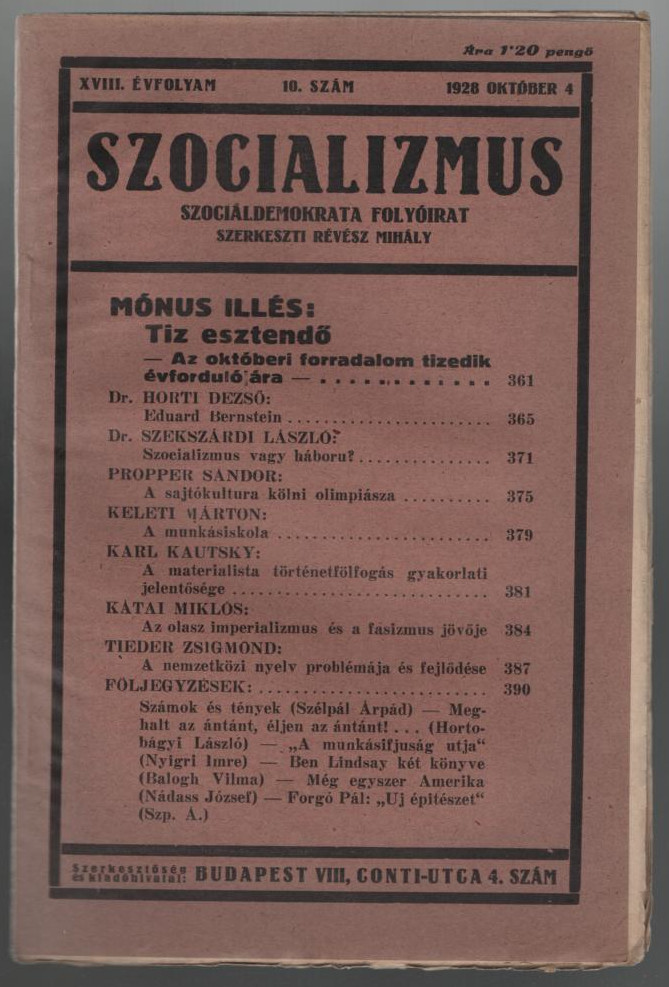 Ára 1'20 pengő
XVIII. ÉVFOLYAM 10. SZÁM 1928 OKTÓBER 4
SZOCIALIZMUS
SZOCIÁLDEMOKRATA FOLYÓIRAT
SZERKESZTI RÉVÉSZ MIHÁLY
MÓNUS ILLÉS:
Tiz esztendő
— Az októberi forradalom tizedik
évfordulójára — . . . . . . . . . . . . 361
Dr. HORTI DEZSŐ:
Eduard Bernstein . . . . . . . . . . . . 365
Dr. SZEKSZÁRDI LÁSZLÓ:
Szocializmus vagy háboru? . . . . . . . . . . . . 371
PROPPER SÁNDOR:
A sajtókultura kölni olimpiásza . . . . . . . . . . 375
KELETI MÁRTON:
A munkásiskola . . . . . . . . . . . . 379
KARL KAUTSKY:
A materialista történetfölfogás gyakorlati
jelentősége . . . . . . . . . . . . 381
KÁTAI MIKLÓS:
Az olasz imperializmus és a fasizmus jövője 384
TIEDER ZSIGMOND:
A nemzetközi nyelv problémája és fejlődése 387
FÖLJEGYZÉSEK: . . . . . . . . . . . . 390
Számok és tények (Szélpál Árpád) — Meg-
halt az ántánt, éljen az ántánt! . . . (Horto-
bágyi László) — „A munkásifjuság utja“
(Nyigri Imre) — Ben Lindsay két könyve
(Balogh Vilma) — Még egyszer Amerika
(Nádass József) — Forgó Pál: „Uj épitészet“
(Szp. Á.)
Szerkesztőség
és kiadóhivatal: BUDAPEST VIII, CONTI-UTCA 4. SZÁM